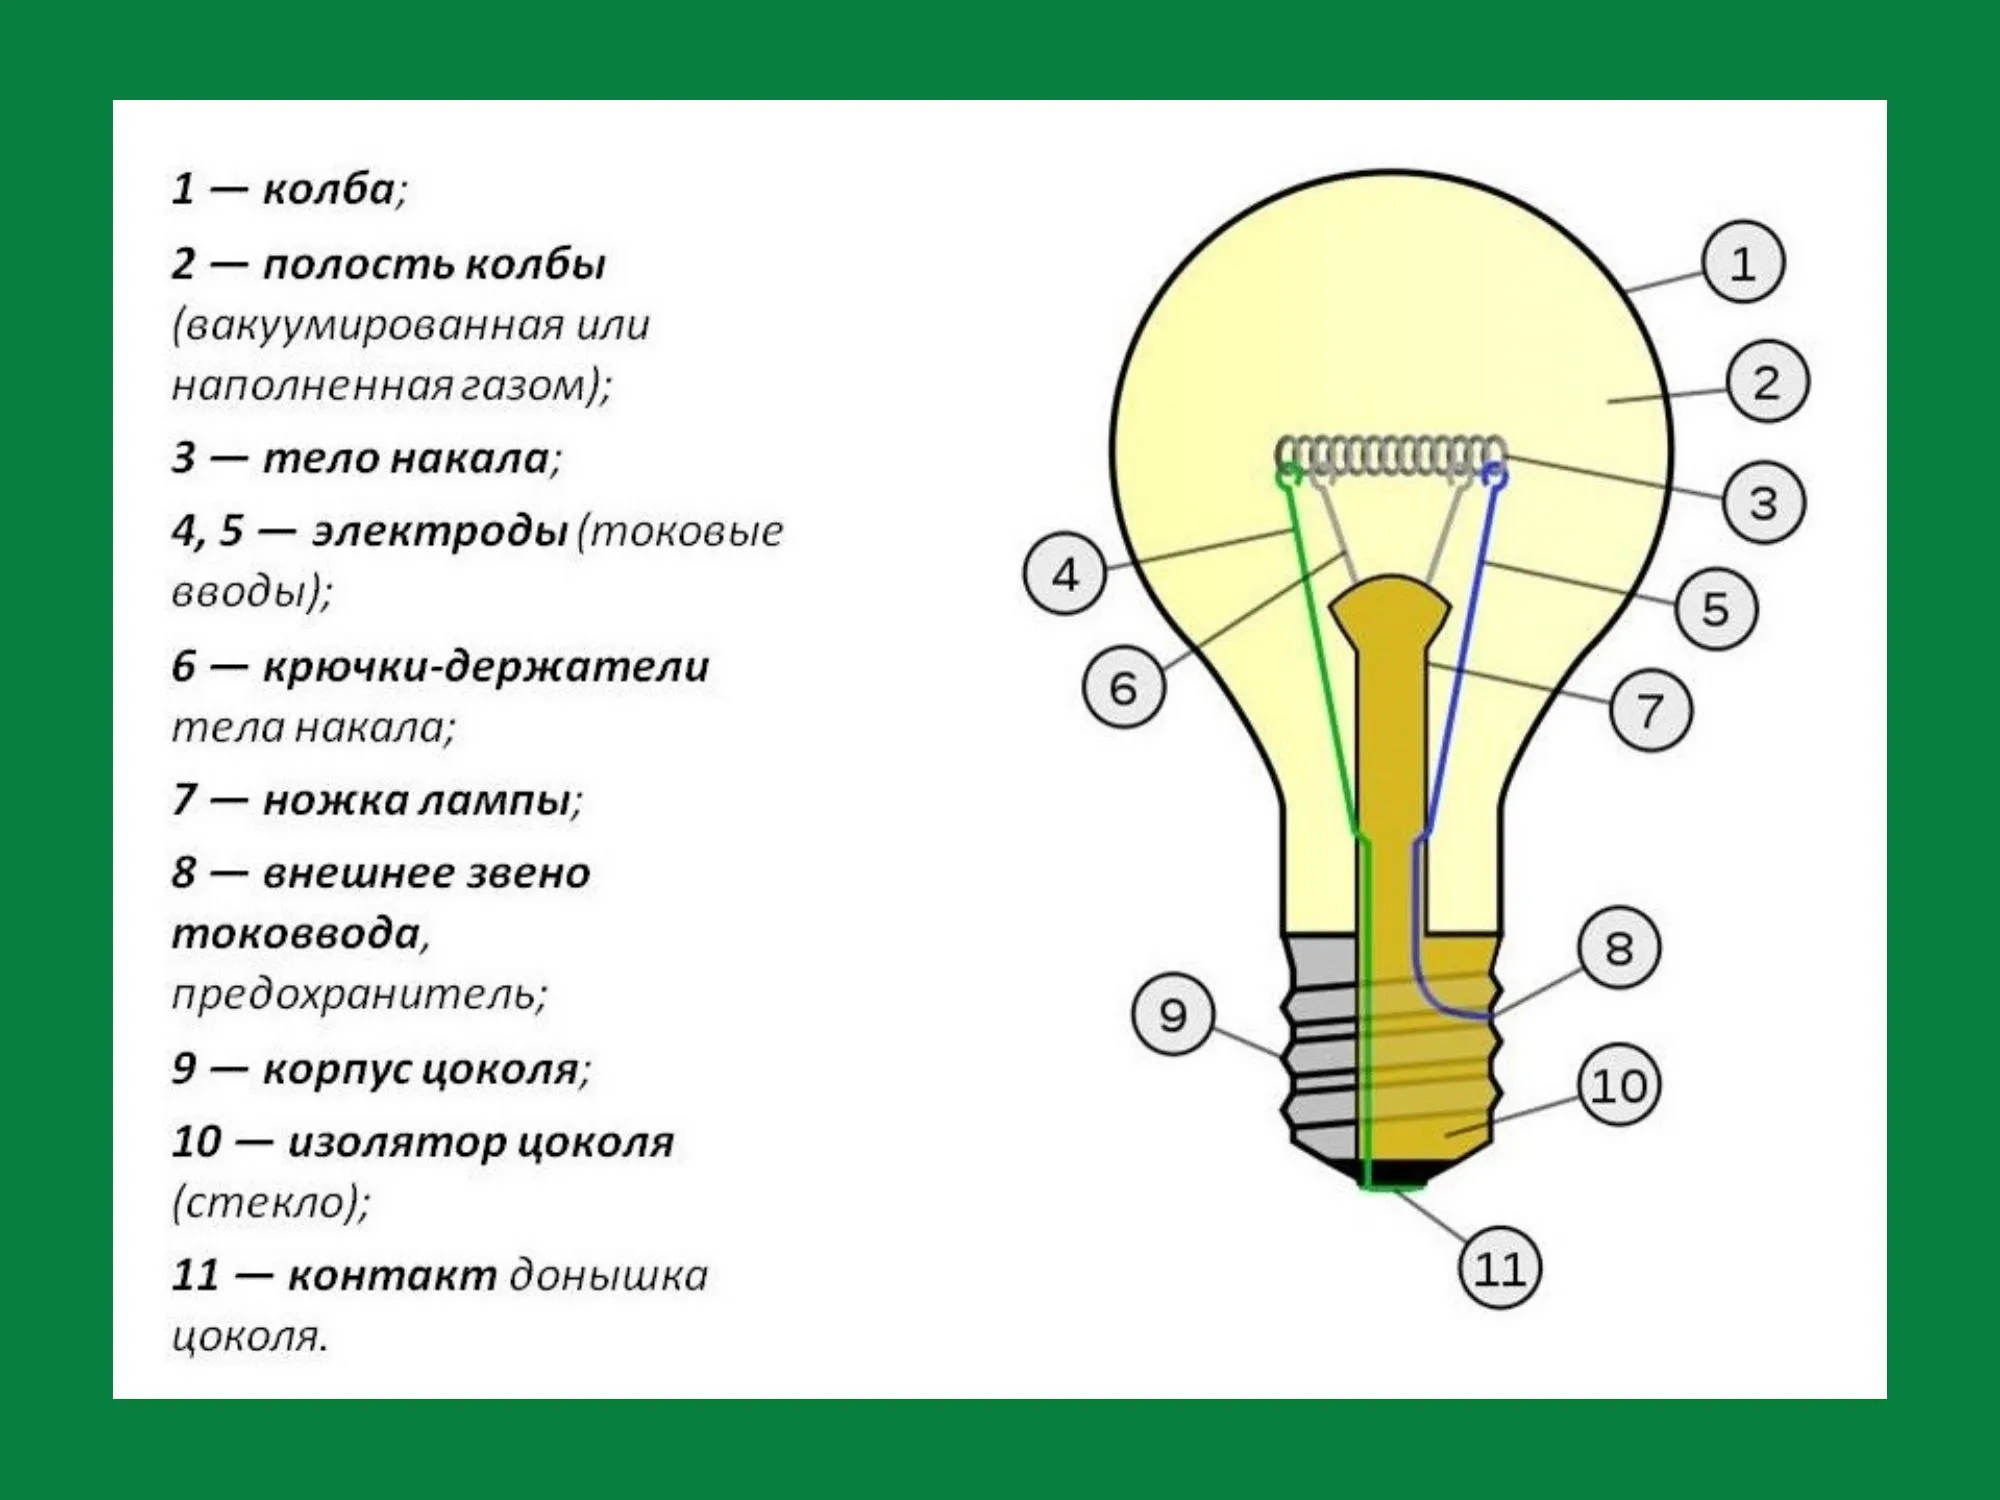 1 — колба;
2 — полость колбы
(вакуумированная или
наполненная газом);
3 — тело накала;
4, 5 — электроды (токовые
вводы);
6 — крючки-держатели
тела накала;
7 — ножка лампы;
8 — внешнее звено
токоввода,
предохранитель;
9 — корпус цоколя;
10 — изолятор цоколя
(стекло);
11 — контакт донышка
цоколя.
1
2
3
4
5
6
7
8
9
10
11